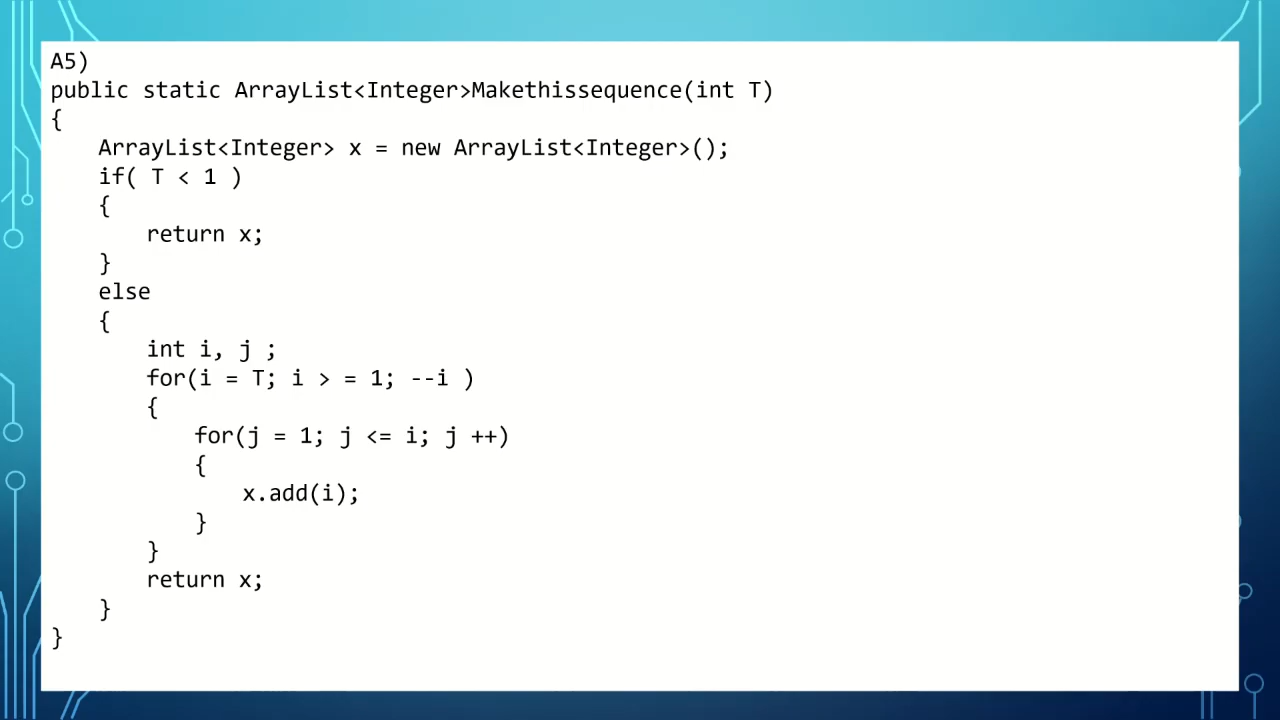 A5)
public static ArrayList<Integer>Makethissequence(int T)
{
    ArrayList<Integer> x = new ArrayList<Integer>();
    if( T < 1 )
    {
        return x;
    }
    else
    {
        int i, j ;
        for(i = T; i > = 1; --i )
        {
            for(j = 1; j <= i; j ++)
            {
                x.add(i);
            }
        }
        return x;
    }
}